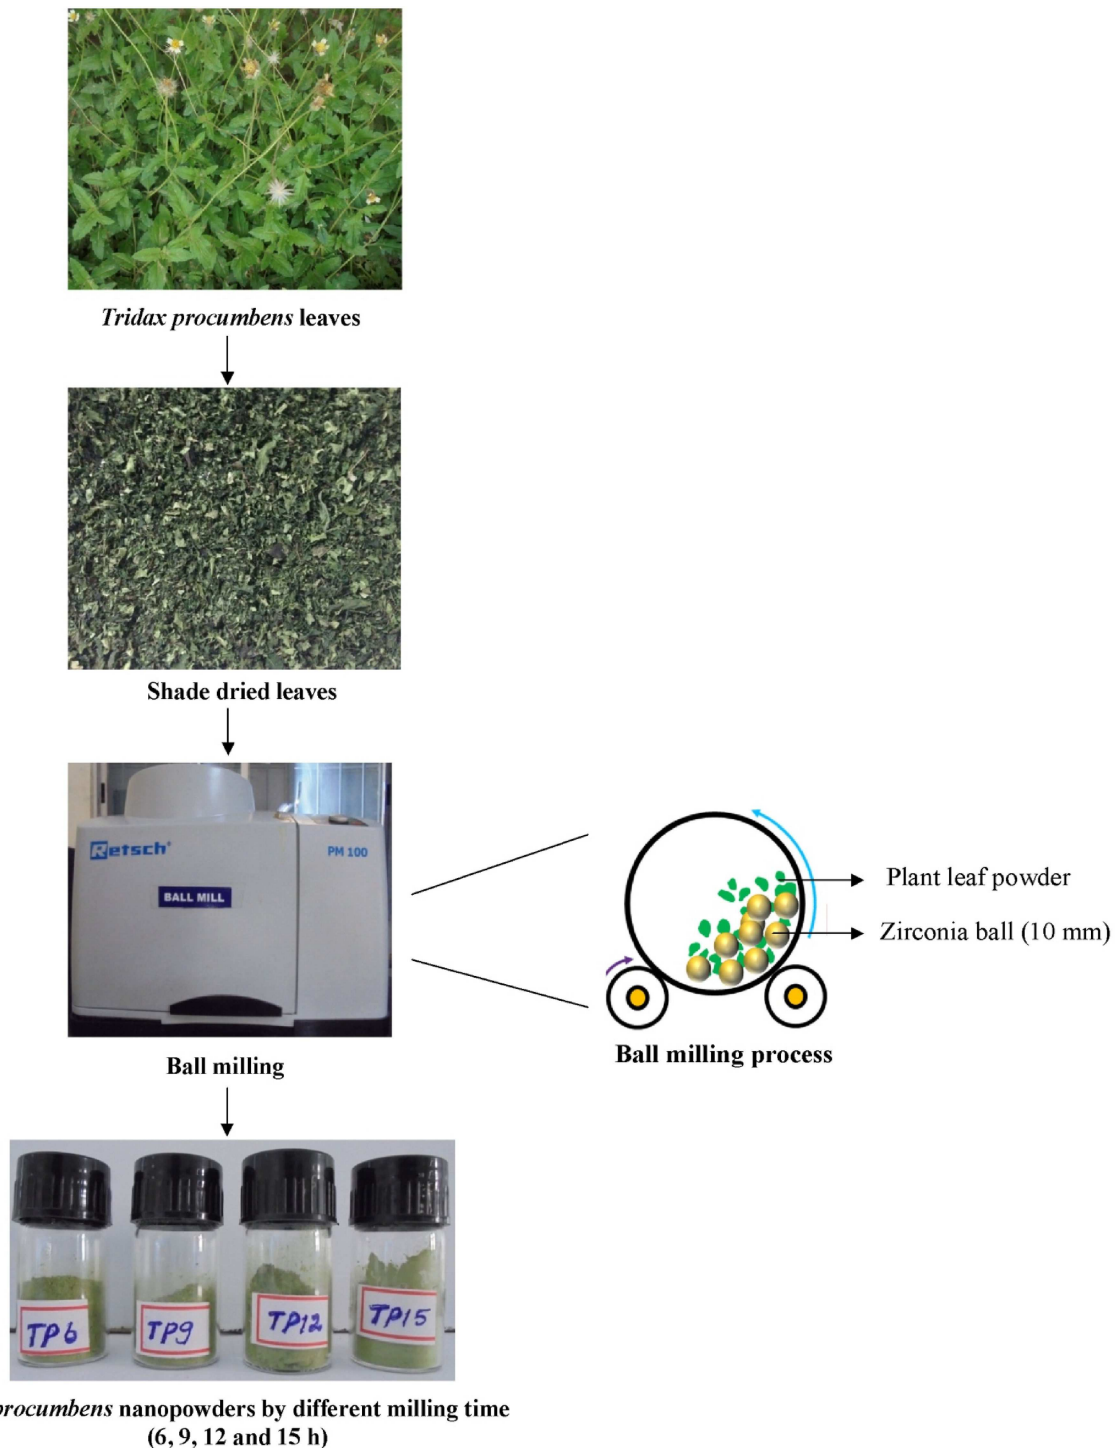 Tridax procumbens leaves
Shade dried leaves
Retsch
PM 100
BALL MILL
Plant leaf powder
Zirconia ball (10 mm)
Ball milling process
Ball milling
TP6
TP9
TP12
TP15
procumbens nanopowders by different milling time
(6, 9, 12 and 15 h)